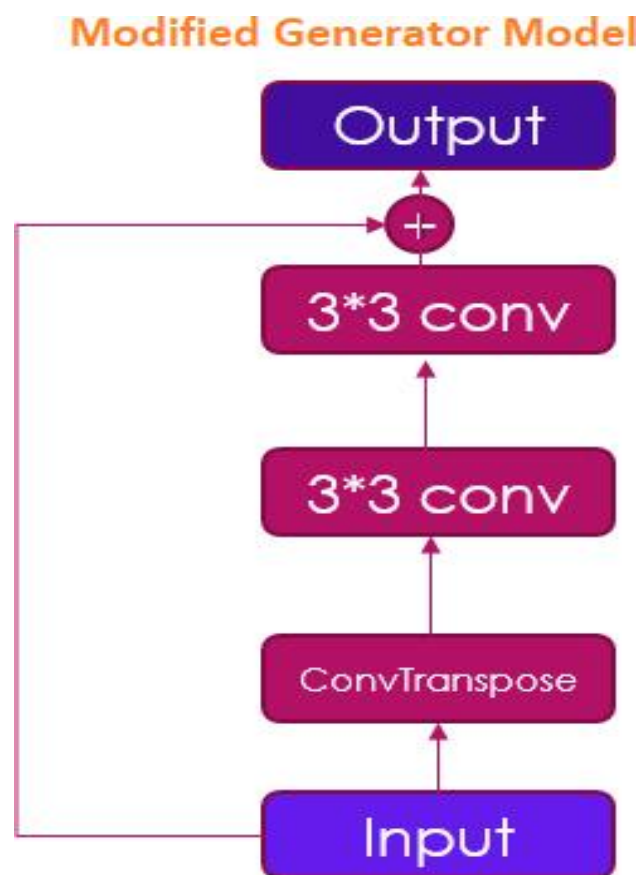 Modified Generator Model
Output
+
3*3 conv
3*3 conv
ConvTranspose
Input